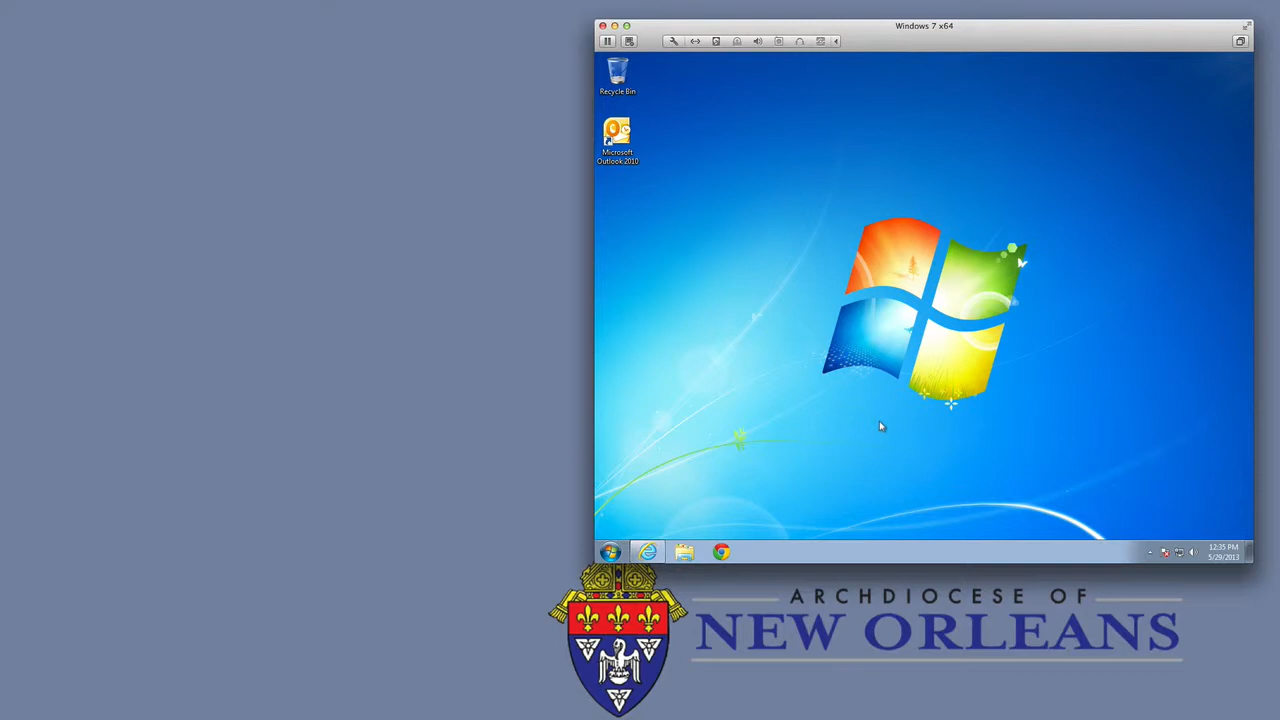 Windows 7 x64
Recycle Bin
Microsoft
Outlook 2010
12:35 PM
5/29/2013
ARCHDIOCESE OF
NEW ORLEANS